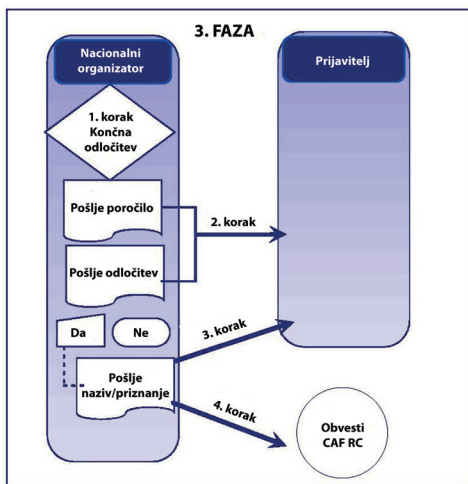 3. FAZA
Nacionalni
organizator
Prijavitelj
1. korak
Končna
odločitev
Pošlje poročilo
2. korak
Pošlje odločitev
Da
Ne
3. korak
Pošlje
naziv/priznanje
4. korak
Obvesti
CAF RC